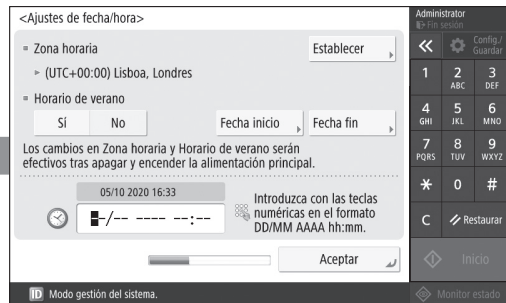 <Ajustes de fecha/hora>
Zona horaria
Establecer
(UTC+00:00) Lisboa, Londres
Horario de verano
Sí No Fecha inicio Fecha fin
Los cambios en Zona horaria y Horario de verano serán
efectivos tras apagar y encender la alimentación principal.
05/10 2020 16:33
-/-- ---- --:--
Introduzca con las teclas
numéricas en el formato
DD/MM AAAA hh:mm.
Aceptar
ID Modo gestión del sistema.
Administrator
Fin sesión
Config./
Guardar
1 2 3
ABC DEF
4 5 6
GHI JKL MNO
7 8 9
PQRS TUV WXYZ
* 0 #
C Restaurar
Inicio
Monitor estado